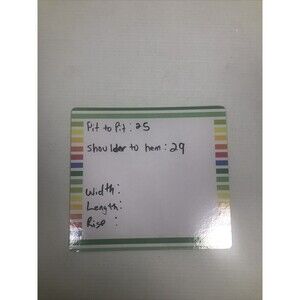 Pit to Pit: 25
shoulder to hem: 29
Width:
Length:
Rise :